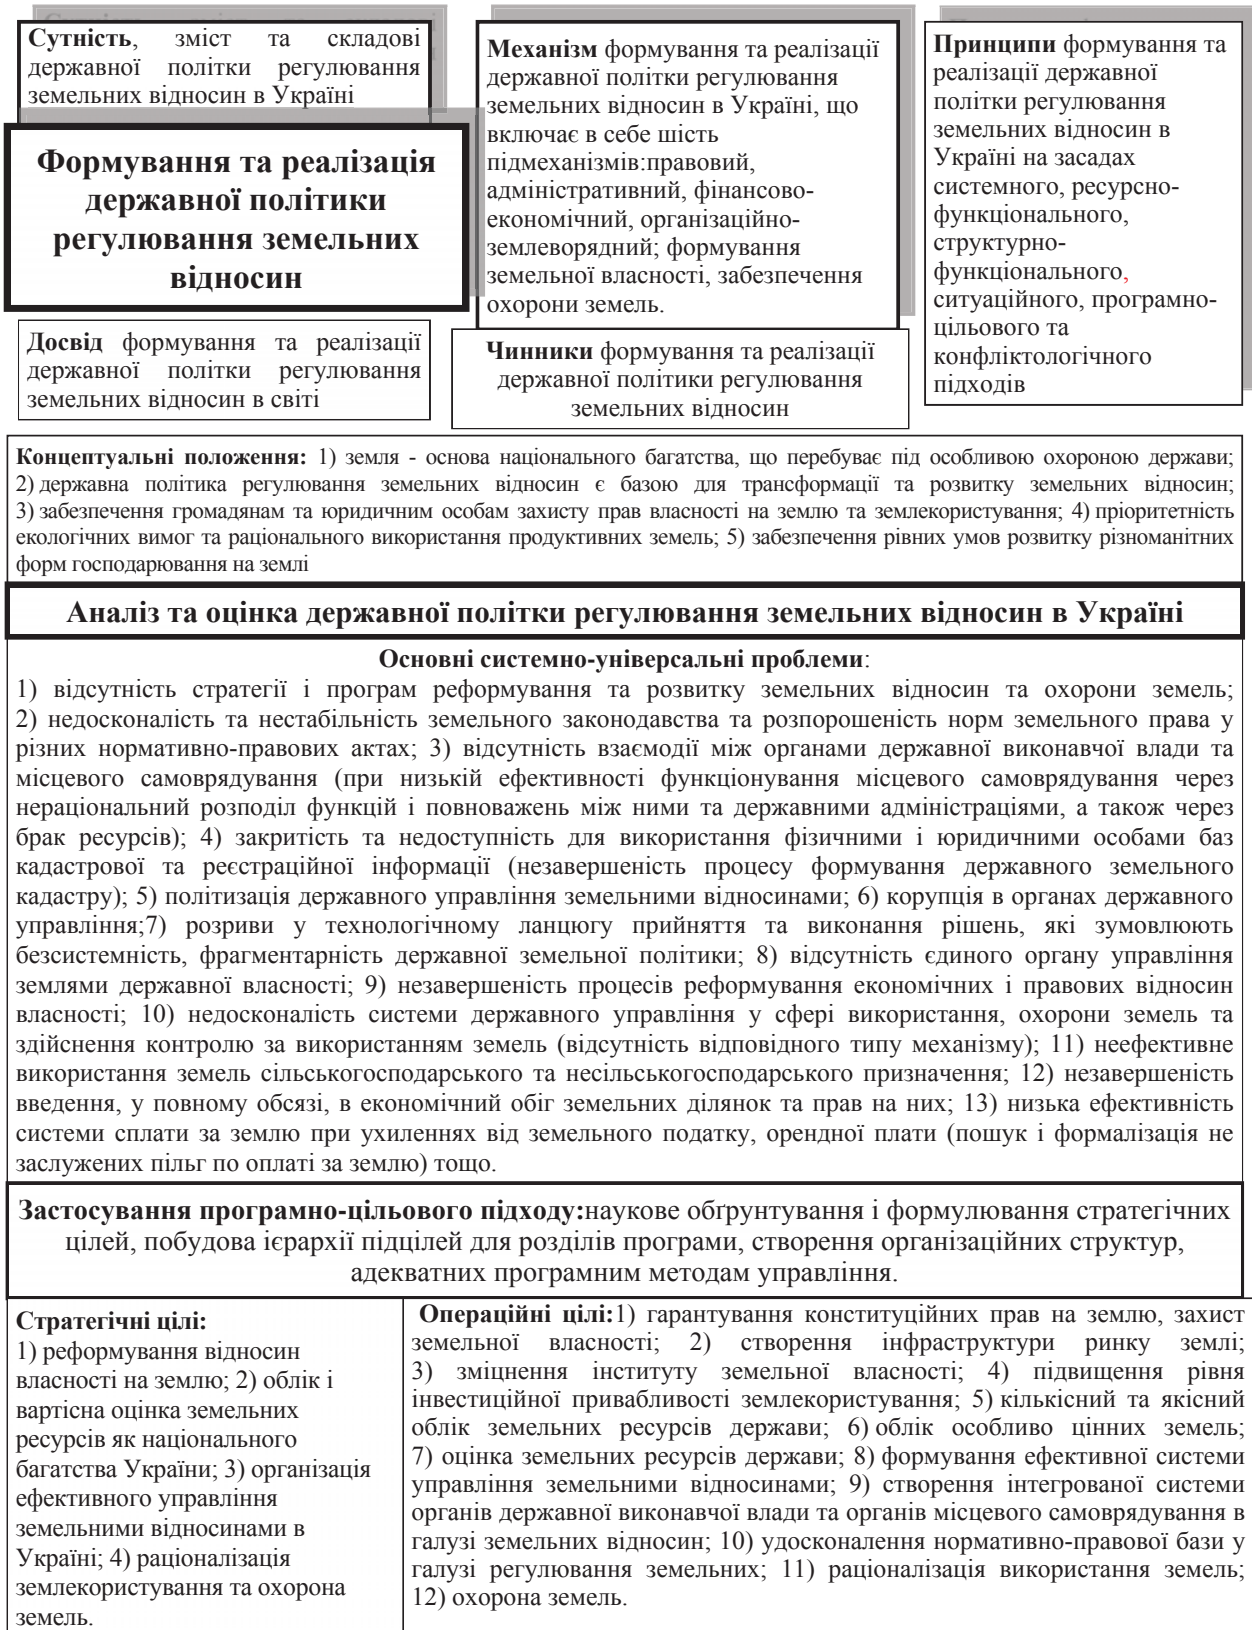 Сутність, зміст та складові
державної політки регулювання
земельних відносин в Україні
Формування та реалізація
державної політики
регулювання земельних
відносин
Досвід формування та реалізації
державної політки регулювання
земельних відносин в світі
Механізм формування та реалізації
державної політки регулювання
земельних відносин в Україні, що
включає в себе шість
підмеханізмів:правовий,
адміністративний, фінансово-
економічний, організаційно-
землеворядний; формування
земельної власності, забезпечення
охорони земель.
Чинники формування та реалізації
державної політики регулювання
земельних відносин
Принципи формування та
реалізації державної
політки регулювання
земельних відносин в
Україні на засадах
системного, ресурсно-
функціонального,
структурно-
функціонального,
ситуаційного, програмно-
цільового та
конфліктологічного
підходів
Концептуальні положення: 1) земля - основа національного багатства, що перебуває під особливою охороною держави;
2) державна політика регулювання земельних відносин є базою для трансформації та розвитку земельних відносин;
3) забезпечення громадянам та юридичним особам захисту прав власності на землю та землекористування; 4) пріоритетність
екологічних вимог та раціонального використання продуктивних земель; 5) забезпечення рівних умов розвитку різноманітних
форм господарювання на землі
Аналіз та оцінка державної політки регулювання земельних відносин в Україні
Основні системно-універсальні проблеми:
1) відсутність стратегії і програм реформування та розвитку земельних відносин та охорони земель;
2) недосконалість та нестабільність земельного законодавства та розпорошеність норм земельного права у
різних нормативно-правових актах; 3) відсутність взаємодії між органами державної виконавчої влади та
місцевого самоврядування (при низькій ефективності функціонування місцевого самоврядування через
нераціональний розподіл функцій і повноважень між ними та державними адміністраціями, а також через
брак ресурсів); 4) закритість та недоступність для використання фізичними і юридичними особами баз
кадастрової та реєстраційної інформації (незавершеність процесу формування державного земельного
кадастру); 5) політизація державного управління земельними відносинами; 6) корупція в органах державного
управління;7) розриви у технологічному ланцюгу прийняття та виконання рішень, які зумовлюють
безсистемність, фрагментарність державної земельної політики; 8) відсутність єдиного органу управління
землями державної власності; 9) незавершеність процесів реформування економічних і правових відносин
власності; 10) недосконалість системи державного управління у сфері використання, охорони земель та
здійснення контролю за використанням земель (відсутність відповідного типу механізму); 11) неефективне
використання земель сільськогосподарського та несільськогосподарського призначення; 12) незавершеність
введення, у повному обсязі, в економічний обіг земельних ділянок та прав на них; 13) низька ефективність
системи сплати за землю при ухиленнях від земельного податку, орендної плати (пошук і формалізація не
заслужених пільг по оплаті за землю) тощо.
Застосування програмно-цільового підходу:наукове обґрунтування і формулювання стратегічних
цілей, побудова ієрархії підцілей для розділів програми, створення організаційних структур,
адекватних програмним методам управління.
Стратегічні цілі:
1) реформування відносин
власності на землю; 2) облік і
вартісна оцінка земельних
ресурсів як національного
багатства України; 3) організація
ефективного управління
земельними відносинами в
Україні; 4) раціоналізація
землекористування та охорона
земель.
Операційні цілі:1) гарантування конституційних прав на землю, захист
земельної власності; 2) створення інфраструктури ринку землі;
3) зміцнення інституту земельної власності; 4) підвищення рівня
інвестиційної привабливості землекористування; 5) кількісний та якісний
облік земельних ресурсів держави; 6) облік особливо цінних земель;
7) оцінка земельних ресурсів держави; 8) формування ефективної системи
управління земельними відносинами; 9) створення інтегрованої системи
органів державної виконавчої влади та органів місцевого самоврядування в
галузі земельних відносин; 10) удосконалення нормативно-правової бази у
галузі регулювання земельних; 11) раціоналізація використання земель;
12) охорона земель.